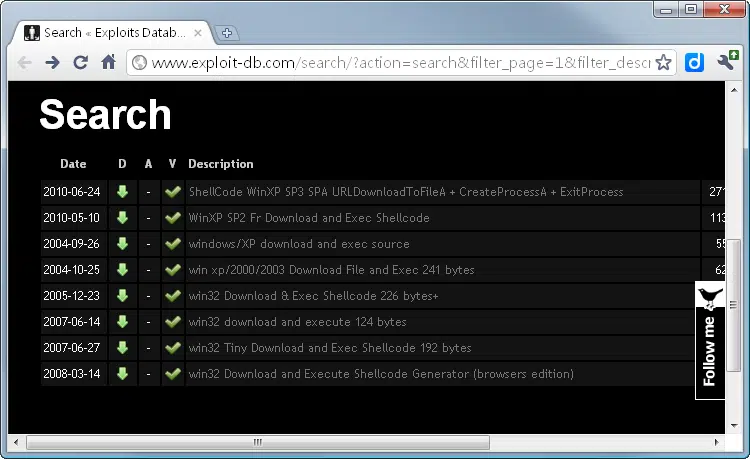 Search « Exploits Datab...
www.exploit-db.com/search/?action=search&filter_page=1&filter_descr
Search
Date D A V Description
2010-06-24 - ShellCode WinXP SP3 SPA URLDownloadToFileA + CreateProcessA + ExitProcess 271
2010-05-10 - WinXP SP2 Fr Download and Exec Shellcode 113
2004-09-26 - windows/XP download and exec source 55
2004-10-25 - win xp/2000/2003 Download File and Exec 241 bytes 62
2005-12-23 - win32 Download & Exec Shellcode 226 bytes+
2007-06-14 - win32 download and execute 124 bytes
2007-06-27 - win32 Tiny Download and Exec Shellcode 192 bytes
2008-03-14 - win32 Download and Execute Shellcode Generator (browsers edition)
Follow me